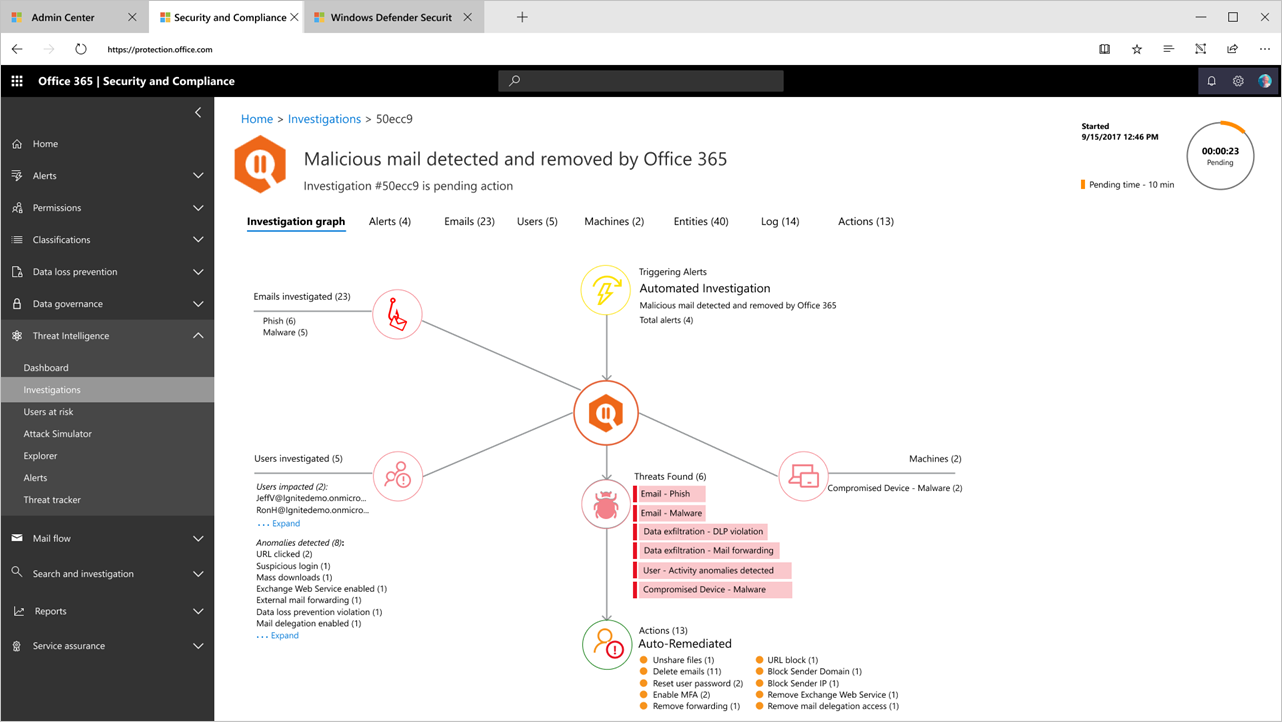 Admin Center
Security and Compliance
Windows Defender Securit
https://protection.office.com
Office 365 | Security and Compliance
Home
Alerts
Permissions
Classifications
Data loss prevention
Data governance
Threat Intelligence
Dashboard
Investigations
Users at risk
Attack Simulator
Explorer
Alerts
Threat tracker
Mail flow
Search and investigation
Reports
Service assurance
Home > Investigations > 50ecc9
Malicious mail detected and removed by Office 365
Investigation #50ecc9 is pending action
Started
9/15/2017 12:46 PM
00:00:23
Pending
Pending time - 10 min
Investigation graph
Alerts (4)
Emails (23)
Users (5)
Machines (2)
Entities (40)
Log (14)
Actions (13)
Triggering Alerts
Automated Investigation
Malicious mail detected and removed by Office 365
Total alerts (4)
Emails investigated (23)
Phish (6)
Malware (5)
Users investigated (5)
Users impacted (2):
JeffV@Ignitedemo.onmicro...
RonH@Ignitedemo.onmicro...
... Expand
Anomalies detected (8):
URL clicked (2)
Suspicious login (1)
Mass downloads (1)
Exchange Web Service enabled (1)
External mail forwarding (1)
Data loss prevention violation (1)
Mail delegation enabled (1)
... Expand
Machines (2)
Compromised Device - Malware (2)
Threats Found (6)
Email - Phish
Email - Malware
Data exfiltration - DLP violation
Data exfiltration - Mail forwarding
User - Activity anomalies detected
Compromised Device - Malware
Actions (13)
Auto-Remediated
Unshare files (1)
Delete emails (11)
Reset user password (2)
Enable MFA (2)
Remove forwarding (1)
URL block (1)
Block Sender Domain (1)
Block Sender IP (1)
Remove Exchange Web Service (1)
Remove mail delegation access (1)